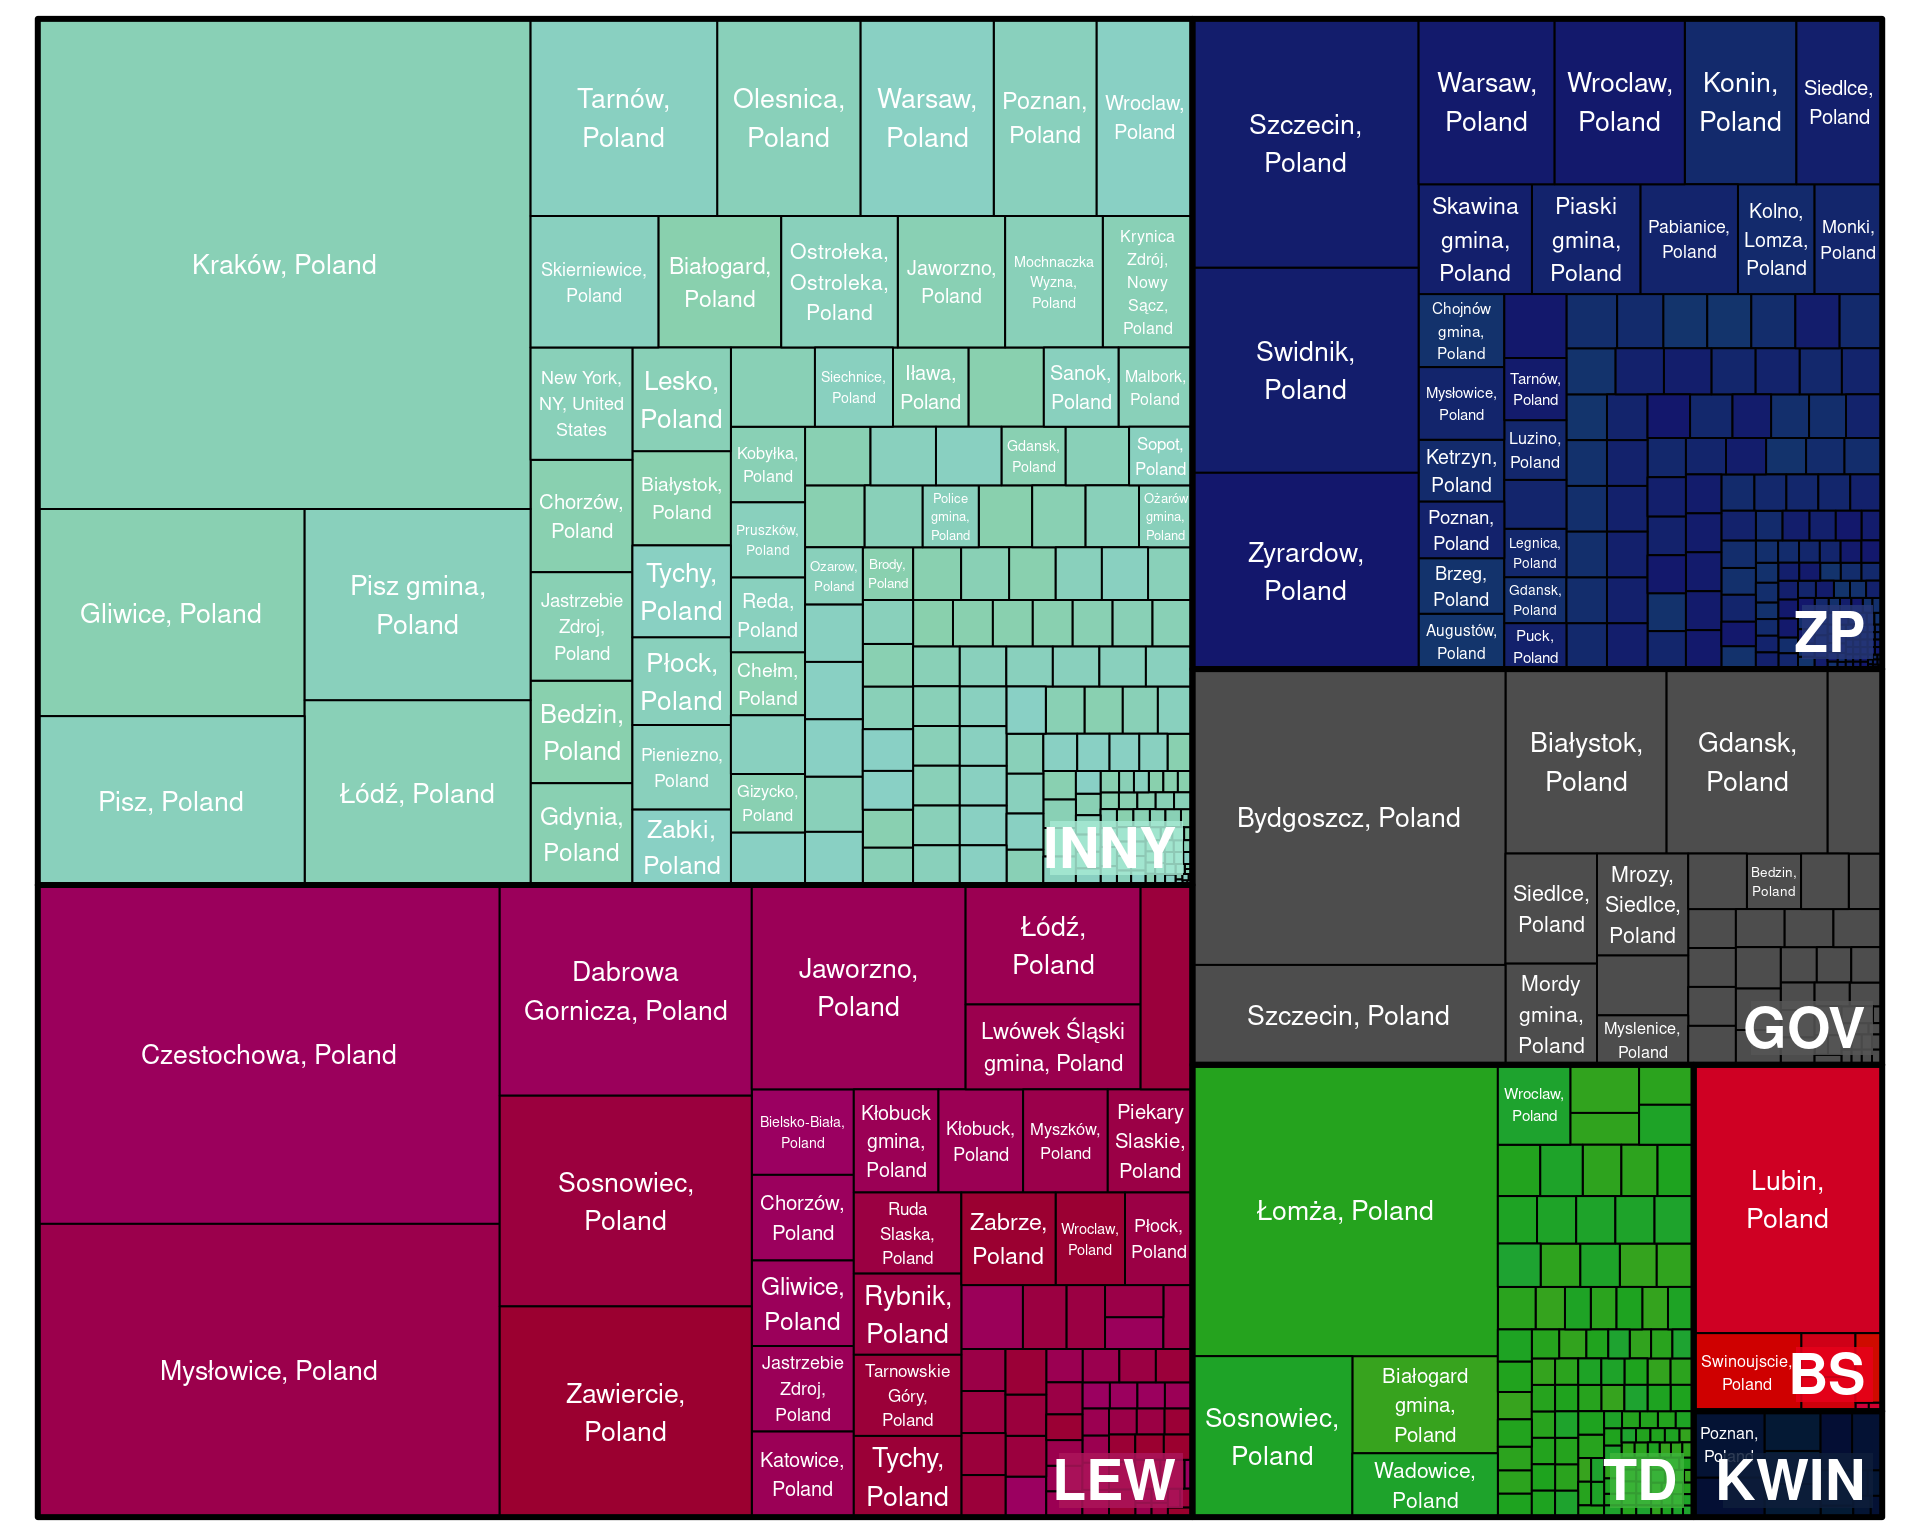 Kraków, Poland
Gliwice, Poland
Pisz gmina,
Poland
Pisz, Poland
Łódź, Poland
Tarnów,
Poland
Olesnica,
Poland
Warsaw,
Poland
Poznan,
Poland
Wroclaw,
Poland
Skierniewice,
Poland
Białogard,
Poland
Ostrołeka,
Ostroleka,
Poland
Jaworzno,
Poland
Mochnaczka
Wyzna,
Poland
Krynica
Zdrój,
Nowy
Sącz,
Poland
New York,
NY, United
States
Chorzów,
Poland
Jastrzebie
Zdroj,
Poland
Bedzin,
Poland
Gdynia,
Poland
Lesko,
Poland
Białystok,
Poland
Tychy,
Poland
Płock,
Poland
Pieniezno,
Poland
Zabki,
Poland
Siechnice,
Poland
Iława,
Poland
Sanok,
Poland
Malbork,
Poland
Kobyłka,
Poland
Pruszków,
Poland
Reda,
Poland
Chełm,
Poland
Gizycko,
Poland
Gdansk,
Poland
Sopot,
Poland
Police
gmina,
Poland
Ożarów
gmina,
Poland
Ozarow,
Poland
Brody,
Poland
INNY
Czestochowa, Poland
Mysłowice, Poland
Dabrowa
Gornicza, Poland
Sosnowiec,
Poland
Zawiercie,
Poland
Jaworzno,
Poland
Łódź,
Poland
Lwówek Śląski
gmina, Poland
Bielsko-Biała,
Poland
Chorzów,
Poland
Gliwice,
Poland
Jastrzebie
Zdroj,
Poland
Katowice,
Poland
Kłobuck
gmina,
Poland
Kłobuck,
Poland
Myszków,
Poland
Piekary
Slaskie,
Poland
Ruda
Slaska,
Poland
Rybnik,
Poland
Tarnowskie
Góry,
Poland
Tychy,
Poland
Zabrze,
Poland
Wroclaw,
Poland
Płock,
Poland
LEW
Szczecin,
Poland
Swidnik,
Poland
Zyrardow,
Poland
Warsaw,
Poland
Wroclaw,
Poland
Konin,
Poland
Siedlce,
Poland
Skawina
gmina,
Poland
Piaski
gmina,
Poland
Pabianice,
Poland
Kolno,
Lomza,
Poland
Monki,
Poland
Chojnów
gmina,
Poland
Mysłowice,
Poland
Ketrzyn,
Poland
Poznan,
Poland
Brzeg,
Poland
Augustów,
Poland
Tarnów,
Poland
Luzino,
Poland
Legnica,
Poland
Gdansk,
Poland
Puck,
Poland
ZP
Bydgoszcz, Poland
Szczecin, Poland
Białystok,
Poland
Gdansk,
Poland
Siedlce,
Poland
Mrozy,
Siedlce,
Poland
Bedzin,
Poland
Mordy
gmina,
Poland
Myslenice,
Poland
GOV
Łomża, Poland
Sosnowiec,
Poland
Białogard
gmina,
Poland
Wadowice,
Poland
Wroclaw,
Poland
TD
Lubin,
Poland
Swinoujscie,
Poland
BS
Poznan,
Poland
KWIN